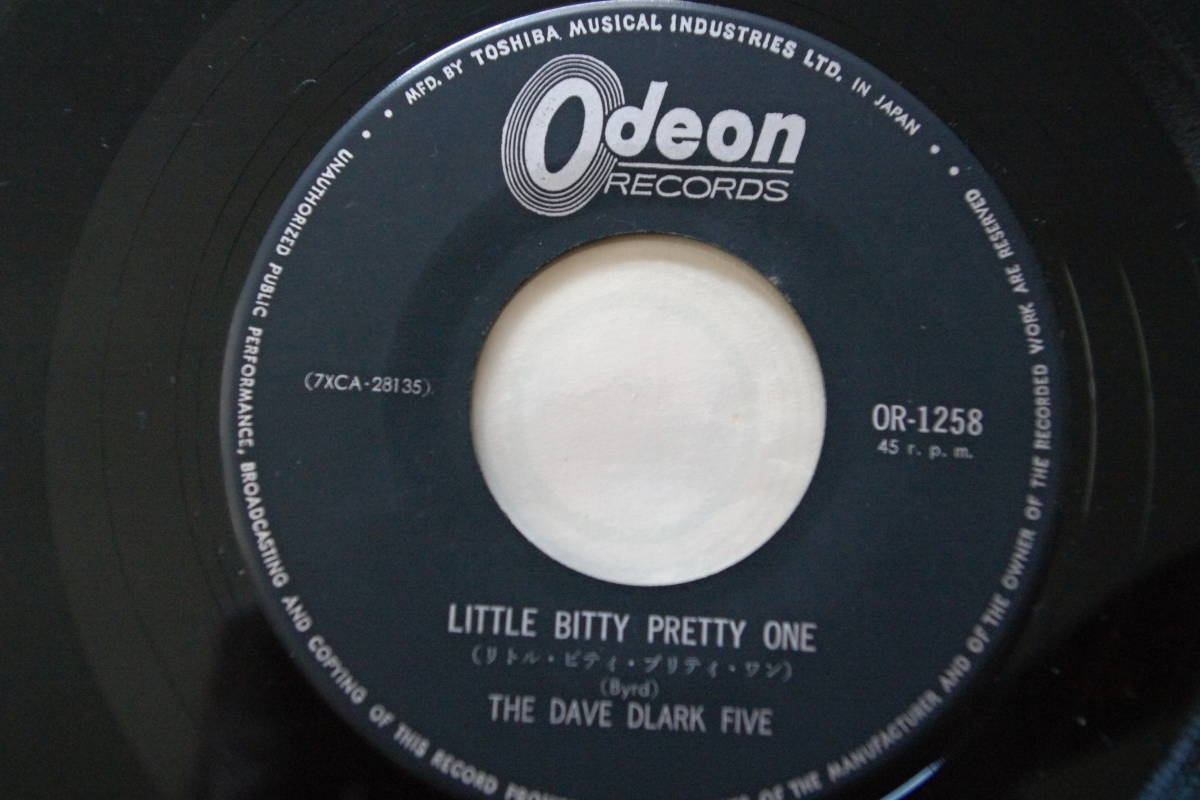 MFD. BY TOSHIBA MUSICAL INDUSTRIES LTD. IN JAPAN
Odeon
RECORDS
(7XCA-28135)
OR-1258
45 r. p. m.
LITTLE BITTY PRETTY ONE
(リトル・ビティ・プリティ・ワン)
(Byrd)
THE DAVE DLARK FIVE
UNAUTHORIZED PUBLIC PERFORMANCE, BROADCASTING AND COPYING OF THIS RECORD
OF THE MANUFACTURER AND OF THE OWNER OF THE RECORDED WORK ARE RESERVED